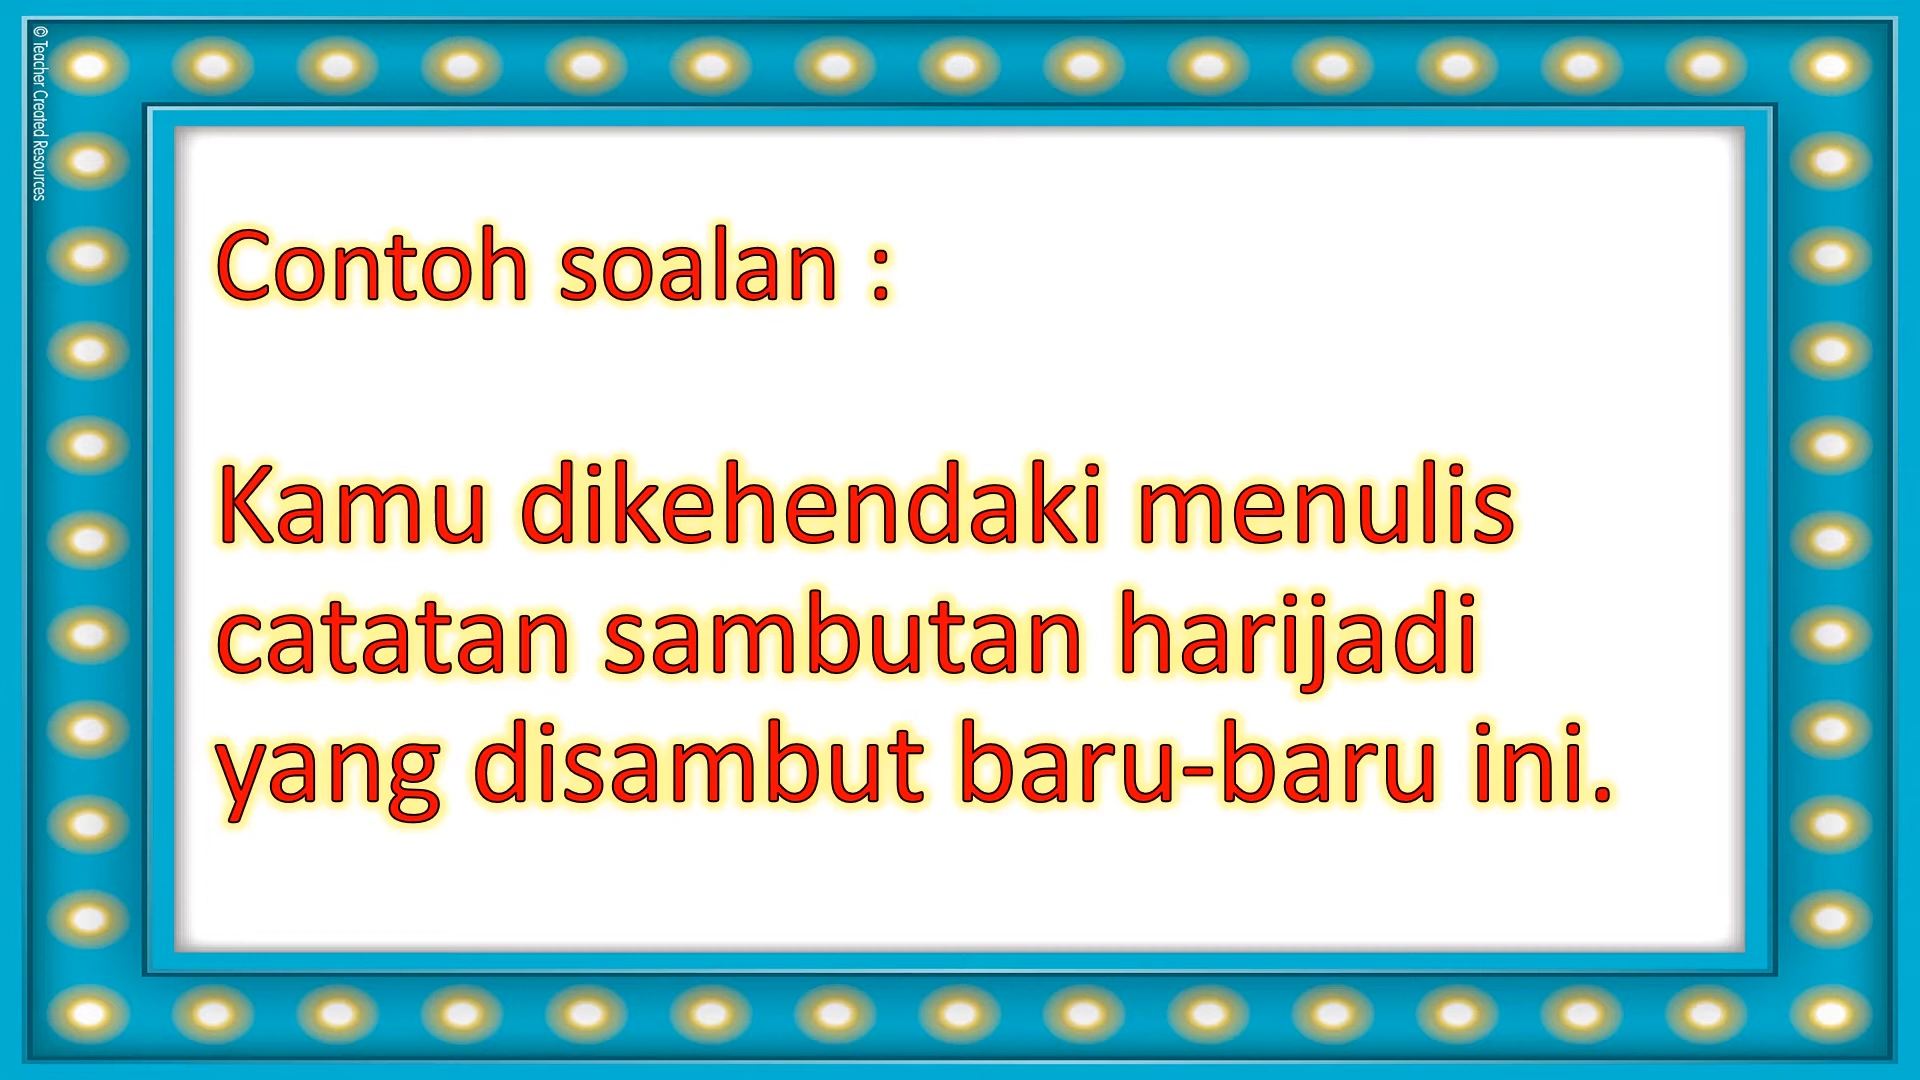 © Teacher Created Resources
Contoh soalan :
Kamu dikehendaki menulis
catatan sambutan harijadi
yang disambut baru-baru ini.